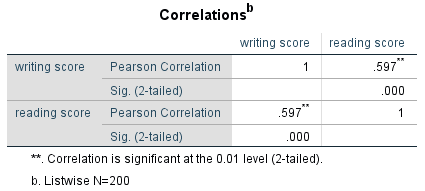 Correlationsb
writing score reading score
writing score Pearson Correlation 1 .597**
Sig. (2-tailed) .000
reading score Pearson Correlation .597** 1
Sig. (2-tailed) .000
**. Correlation is significant at the 0.01 level (2-tailed).
b. Listwise N=200